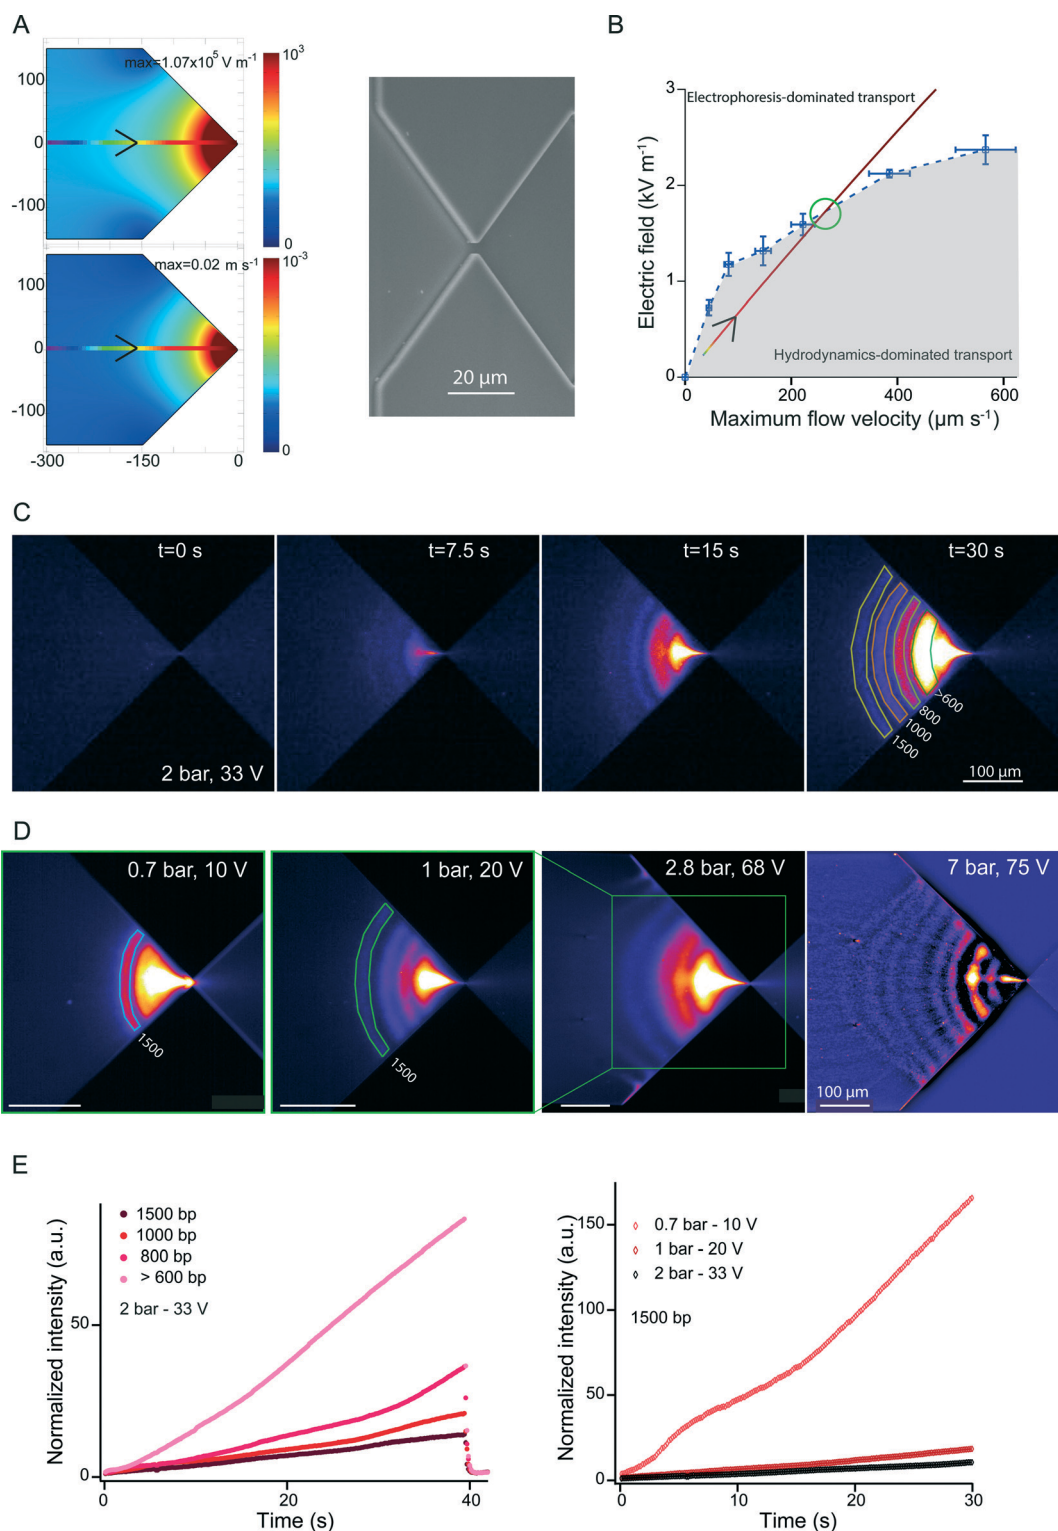 A
max=1.07x10⁵ V m⁻¹
10³
100
0
-100
0
max=0.02 m s⁻¹
10⁻³
100
0
-100
0
-300
-150
0
20 µm
B
Electric field (kV m⁻¹)
3
2
1
0
Electrophoresis-dominated transport
Hydrodynamics-dominated transport
0
200
400
600
Maximum flow velocity (µm s⁻¹)
C
t=0 s
t=7.5 s
t=15 s
t=30 s
2 bar, 33 V
>600
800
1000
1500
100 µm
D
0.7 bar, 10 V
1 bar, 20 V
2.8 bar, 68 V
7 bar, 75 V
1500
1500
100 µm
E
Normalized intensity (a.u.)
50
0
1500 bp
1000 bp
800 bp
> 600 bp
2 bar - 33 V
0
20
40
Time (s)
Normalized intensity (a.u.)
150
100
50
0
0.7 bar - 10 V
1 bar - 20 V
2 bar - 33 V
1500 bp
0
10
20
30
Time (s)